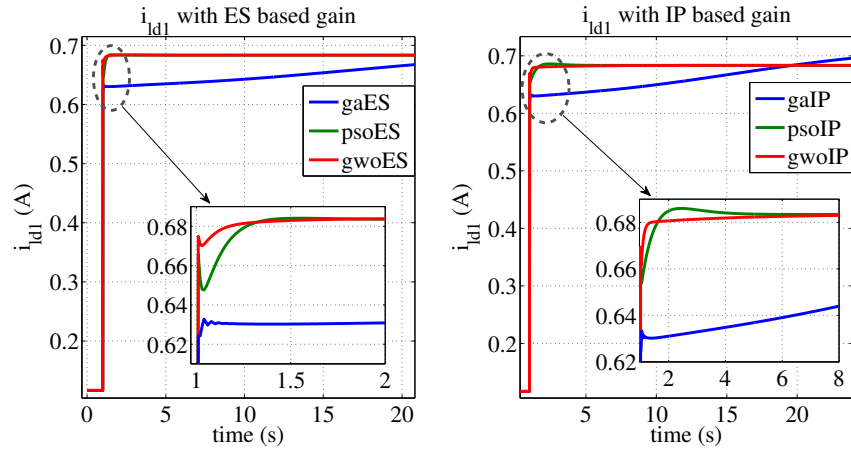 i_ld1 with ES based gain
0.7
0.6
0.5
0.4
0.3
0.2
i_ld1 (A)
gaES
psoES
gwoES
0.68
0.66
0.64
0.62
1 1.5 2
0 5 10 15 20
time (s)
i_ld1 with IP based gain
0.7
0.6
0.5
0.4
0.3
0.2
i_ld1 (A)
gaIP
psoIP
gwoIP
0.68
0.66
0.64
0.62
2 4 6 8
5 10 15 20
time (s)